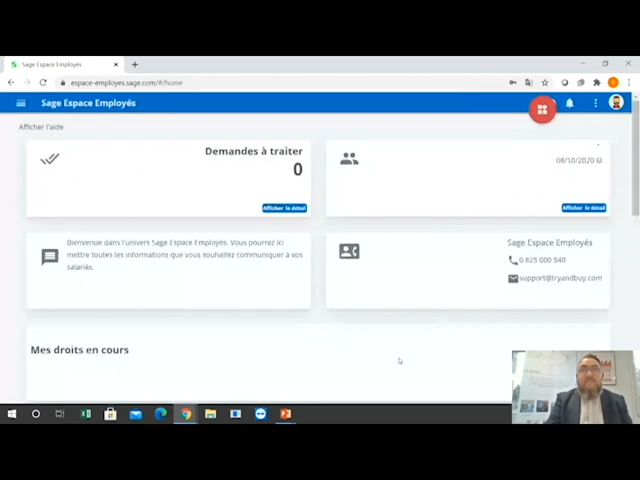 Sage Espace Employés
espace-employes.sage.com/#/home
Sage Espace Employés
Afficher l'aide
Demandes à traiter
0
Afficher le détail
08/10/2020
Afficher le détail
Bienvenue dans l'univers Sage Espace Employés. Vous pourrez ici
mettre toutes les informations que vous souhaitez communiquer à vos
salariés.
Sage Espace Employés
0 825 000 540
support@tryandbuy.com
Mes droits en cours